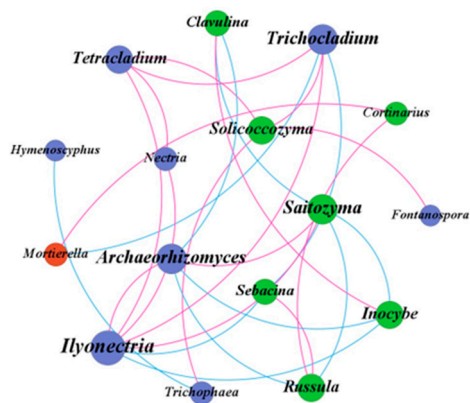 Clavulina
Trichocladium
Tetracladium
Cortinarius
Solicoccozyma
Hymenoscyphus
Nectria
Saitozyma
Fontanospora
Mortierella
Archaeorhizomyces
Sebacina
Inocybe
Ilyonectria
Trichophaea
Russula